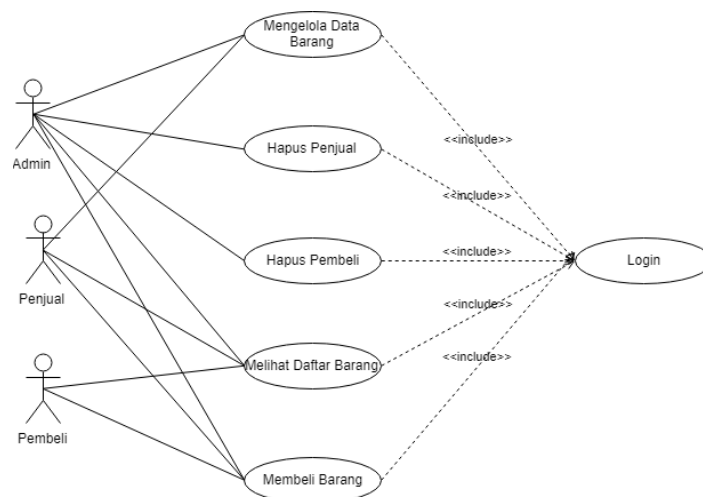 Mengelola Data
Barang
Admin
Hapus Penjual
<<include>>
<<include>>
Penjual
Hapus Pembeli
<<include>>
Login
<<include>>
Pembeli
Melihat Daftar Barang
<<include>>
Membeli Barang